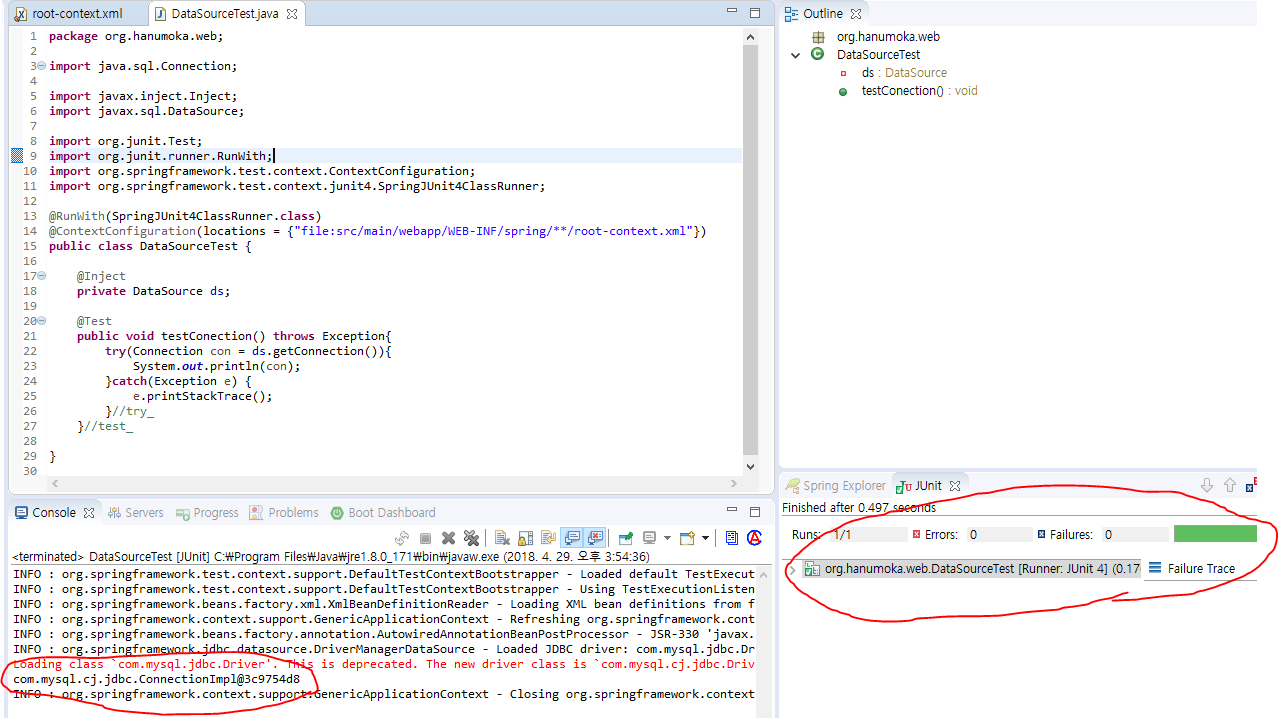 root-context.xml
DataSourceTest.java
1 package org.hanumoka.web;
2
3 import java.sql.Connection;
4
5 import javax.inject.Inject;
6 import javax.sql.DataSource;
7
8 import org.junit.Test;
9 import org.junit.runner.RunWith;
10 import org.springframework.test.context.ContextConfiguration;
11 import org.springframework.test.context.junit4.SpringJUnit4ClassRunner;
12
13 @RunWith(SpringJUnit4ClassRunner.class)
14 @ContextConfiguration(locations = {"file:src/main/webapp/WEB-INF/spring/**/root-context.xml"})
15 public class DataSourceTest {
16
17 @Inject
18 private DataSource ds;
19
20 @Test
21 public void testConection() throws Exception{
22 try(Connection con = ds.getConnection()){
23 System.out.println(con);
24 }catch(Exception e) {
25 e.printStackTrace();
26 }//try_
27 }//test_
28
29 }
30
Outline
org.hanumoka.web
DataSourceTest
ds : DataSource
testConection() : void
Console Servers Progress Problems Boot Dashboard
<terminated> DataSourceTest [JUnit] C:￦Program Files￦Java￦jre1.8.0_171￦bin￦javaw.exe (2018. 4. 29. 오후 3:54:36)
INFO : org.springframework.test.context.support.DefaultTestContextBootstrapper - Loaded default TestExecut
INFO : org.springframework.test.context.support.DefaultTestContextBootstrapper - Using TestExecutionListen
INFO : org.springframework.beans.factory.xml.XmlBeanDefinitionReader - Loading XML bean definitions from f
INFO : org.springframework.context.support.GenericApplicationContext - Refreshing org.springframework.cont
INFO : org.springframework.beans.factory.annotation.AutowiredAnnotationBeanPostProcessor - JSR-330 'javax.
INFO : org.springframework.jdbc.datasource.DriverManagerDataSource - Loaded JDBC driver: com.mysql.jdbc.Dr
Loading class `com.mysql.jdbc.Driver'. This is deprecated. The new driver class is `com.mysql.cj.jdbc.Driv
com.mysql.cj.jdbc.ConnectionImpl@3c9754d8
INFO : org.springframework.context.support.GenericApplicationContext - Closing org.springframework.context
Spring Explorer JUnit
Finished after 0.497 seconds
Runs: 1/1 Errors: 0 Failures: 0
org.hanumoka.web.DataSourceTest [Runner: JUnit 4] (0.17
Failure Trace